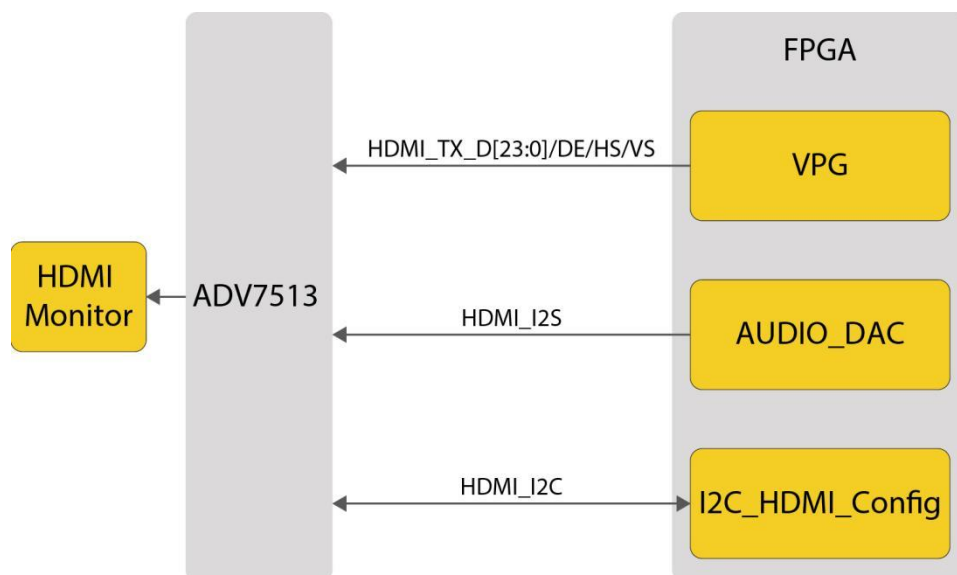 FPGA
HDMI_TX_D[23:0]/DE/HS/VS
VPG
HDMI
Monitor
ADV7513
HDMI_I2S
AUDIO_DAC
HDMI_I2C
I2C_HDMI_Config